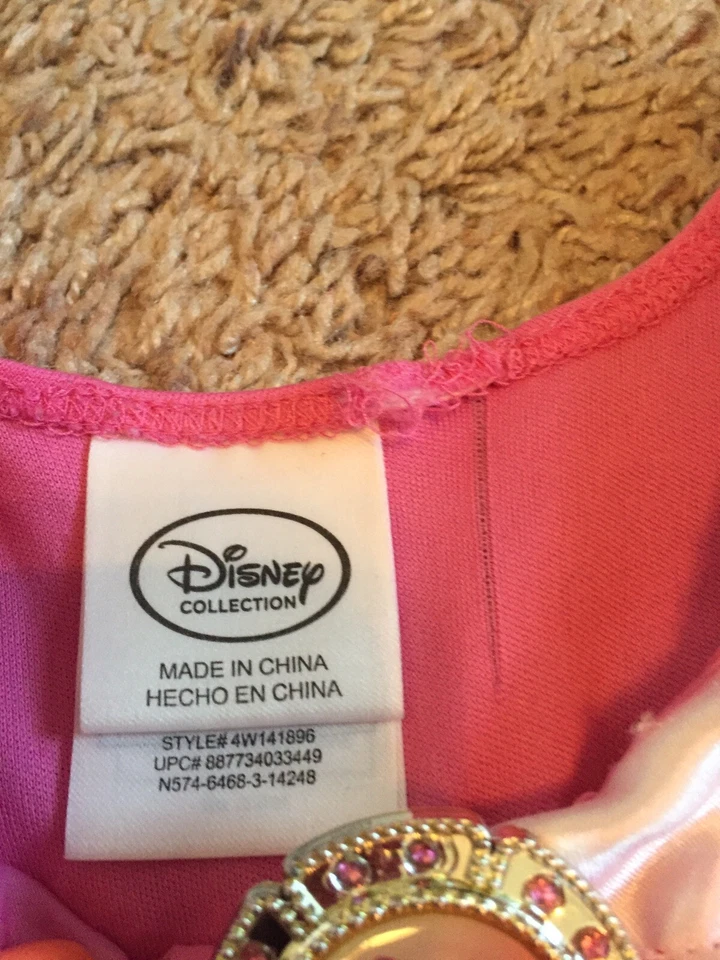 Disney
COLLECTION
MADE IN CHINA
HECHO EN CHINA
STYLE# 4W141896
UPC# 887734033449
N574-6468-3-14248